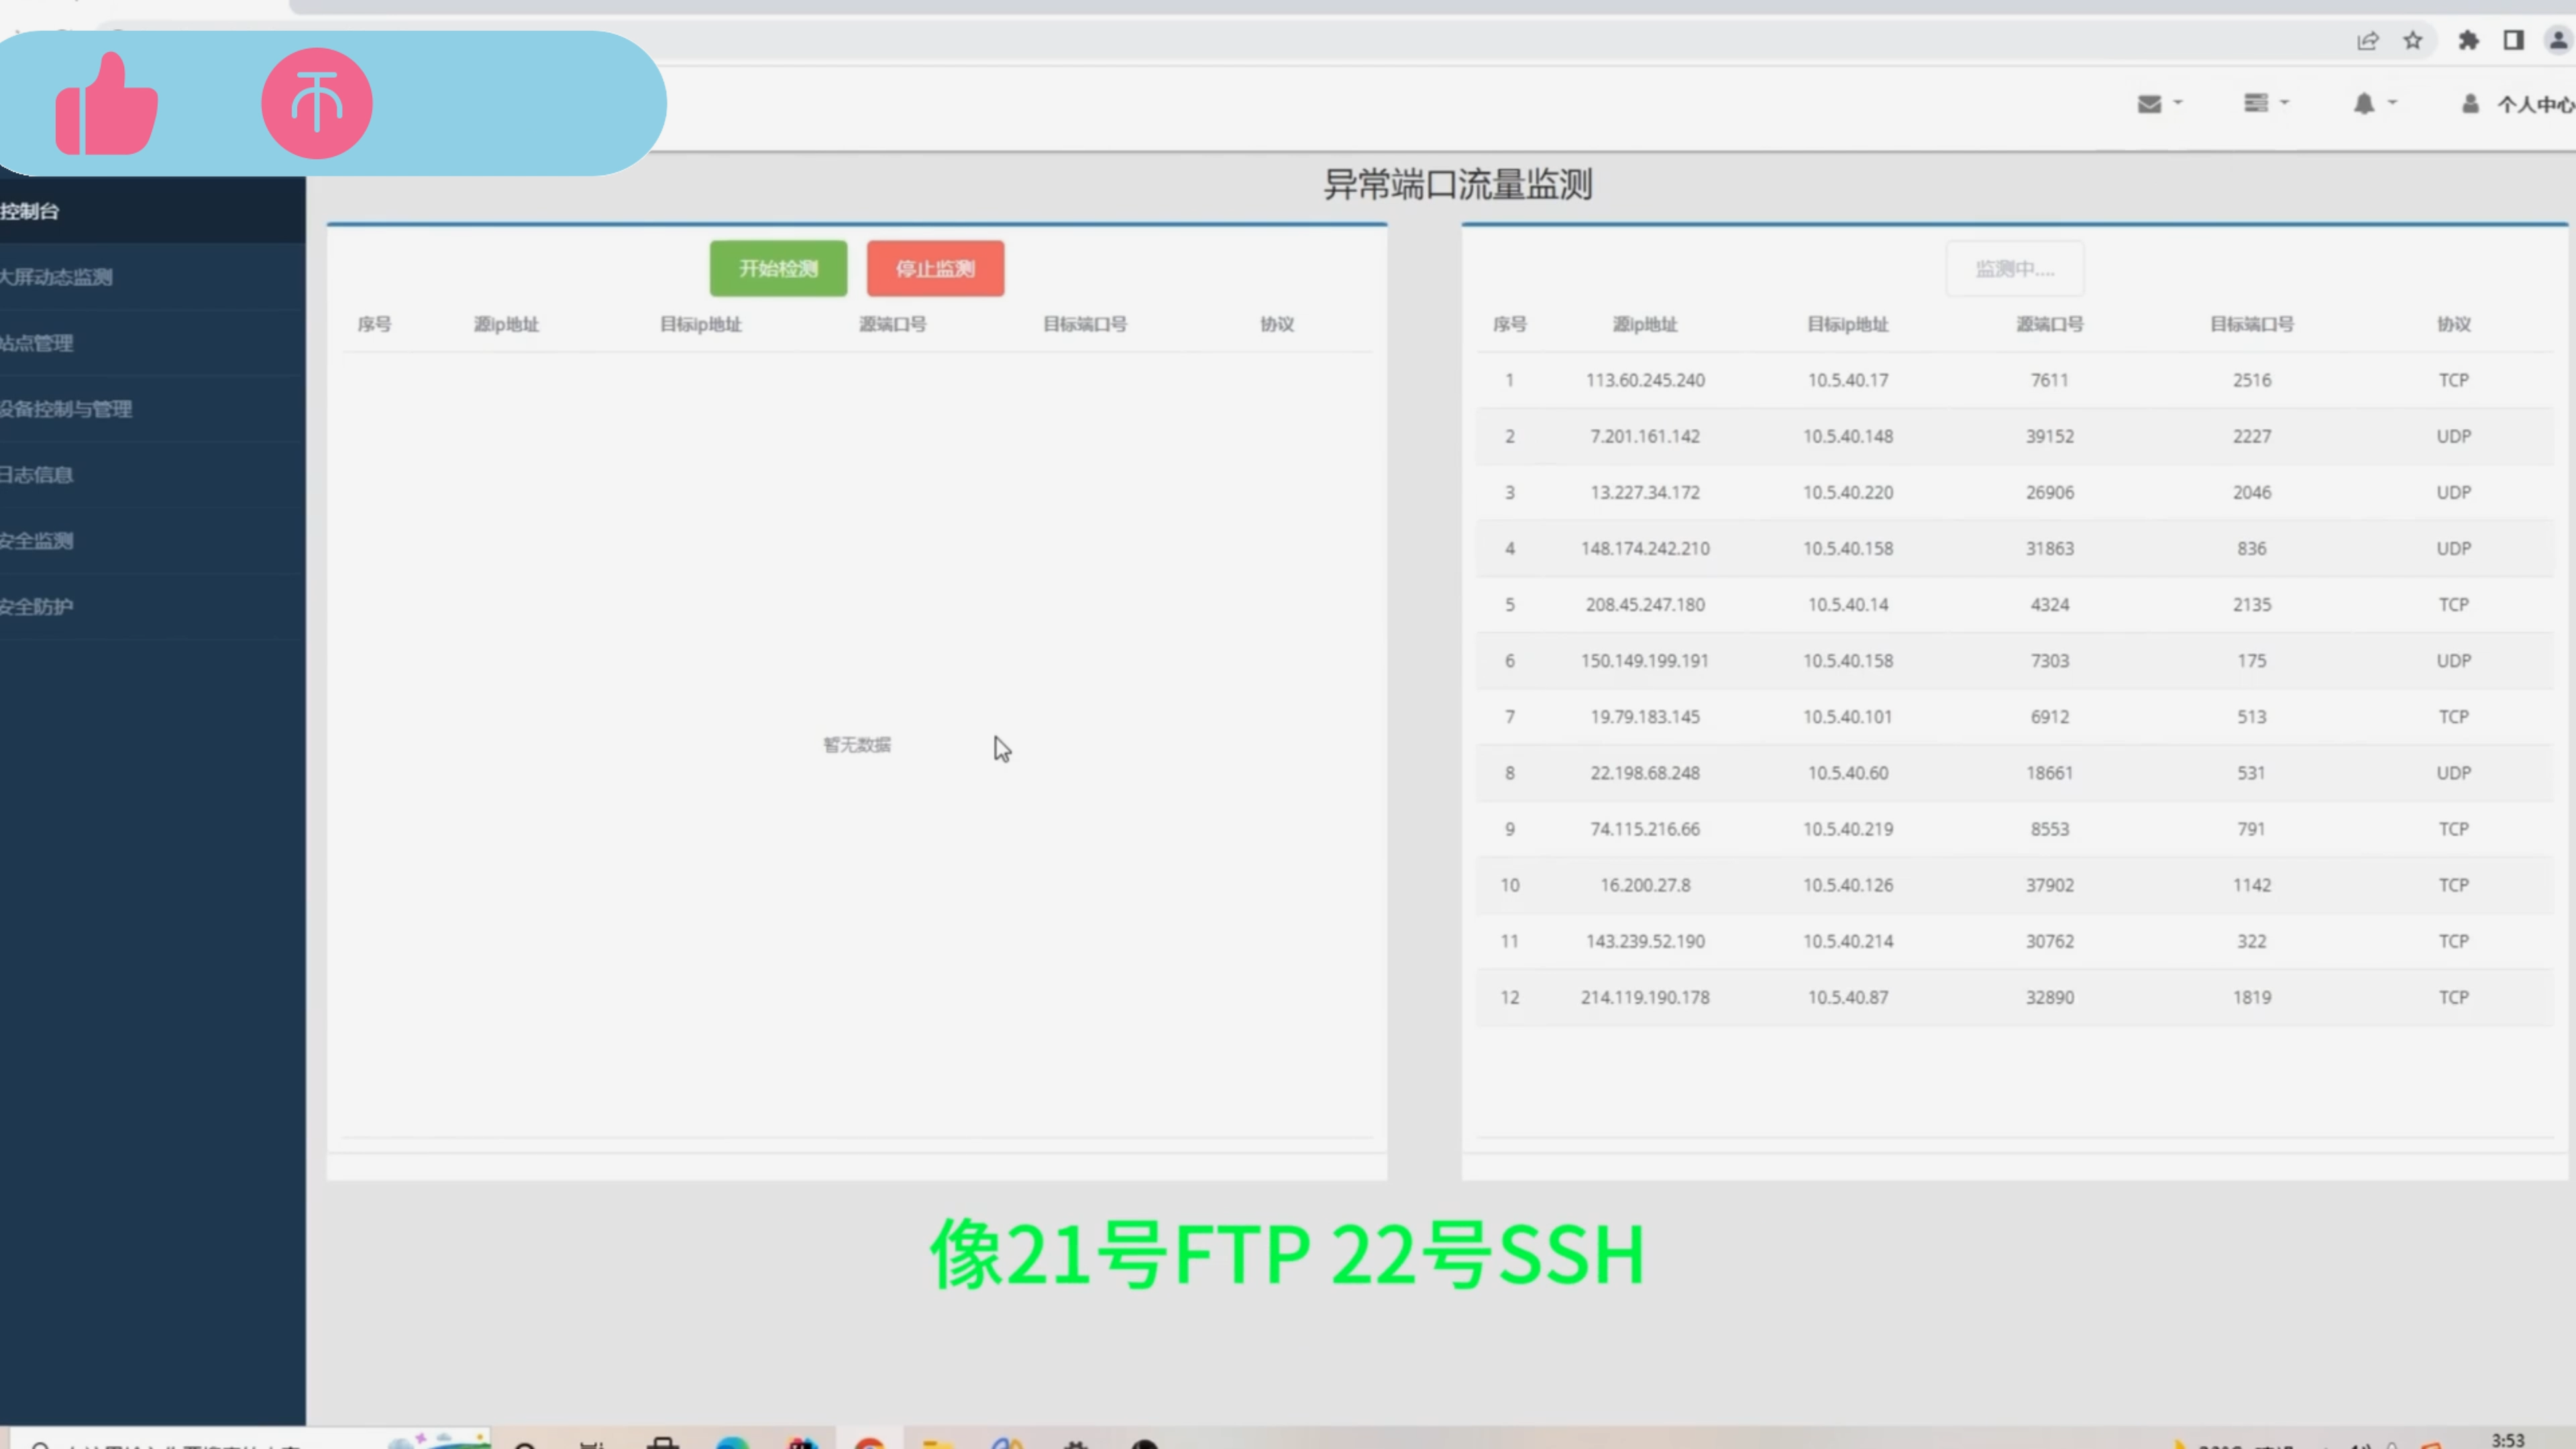 个人中心
异常端口流量监测
控制台
大屏动态监测
站点管理
设备控制与管理
日志信息
安全监测
安全防护
开始检测 停止监测
序号 源ip地址 目标ip地址 源端口号 目标端口号 协议
暂无数据
监测中....
序号 源ip地址 目标ip地址 源端口号 目标端口号 协议
1 113.60.245.240 10.5.40.17 7611 2516 TCP
2 7.201.161.142 10.5.40.148 39152 2227 UDP
3 13.227.34.172 10.5.40.220 26906 2046 UDP
4 148.174.242.210 10.5.40.158 31863 836 UDP
5 208.45.247.180 10.5.40.14 4324 2135 TCP
6 150.149.199.191 10.5.40.158 7303 175 UDP
7 19.79.183.145 10.5.40.101 6912 513 TCP
8 22.198.68.248 10.5.40.60 18661 531 UDP
9 74.115.216.66 10.5.40.219 8553 791 TCP
10 16.200.27.8 10.5.40.126 37902 1142 TCP
11 143.239.52.190 10.5.40.214 30762 322 TCP
12 214.119.190.178 10.5.40.87 32890 1819 TCP
像21号FTP 22号SSH
3:53